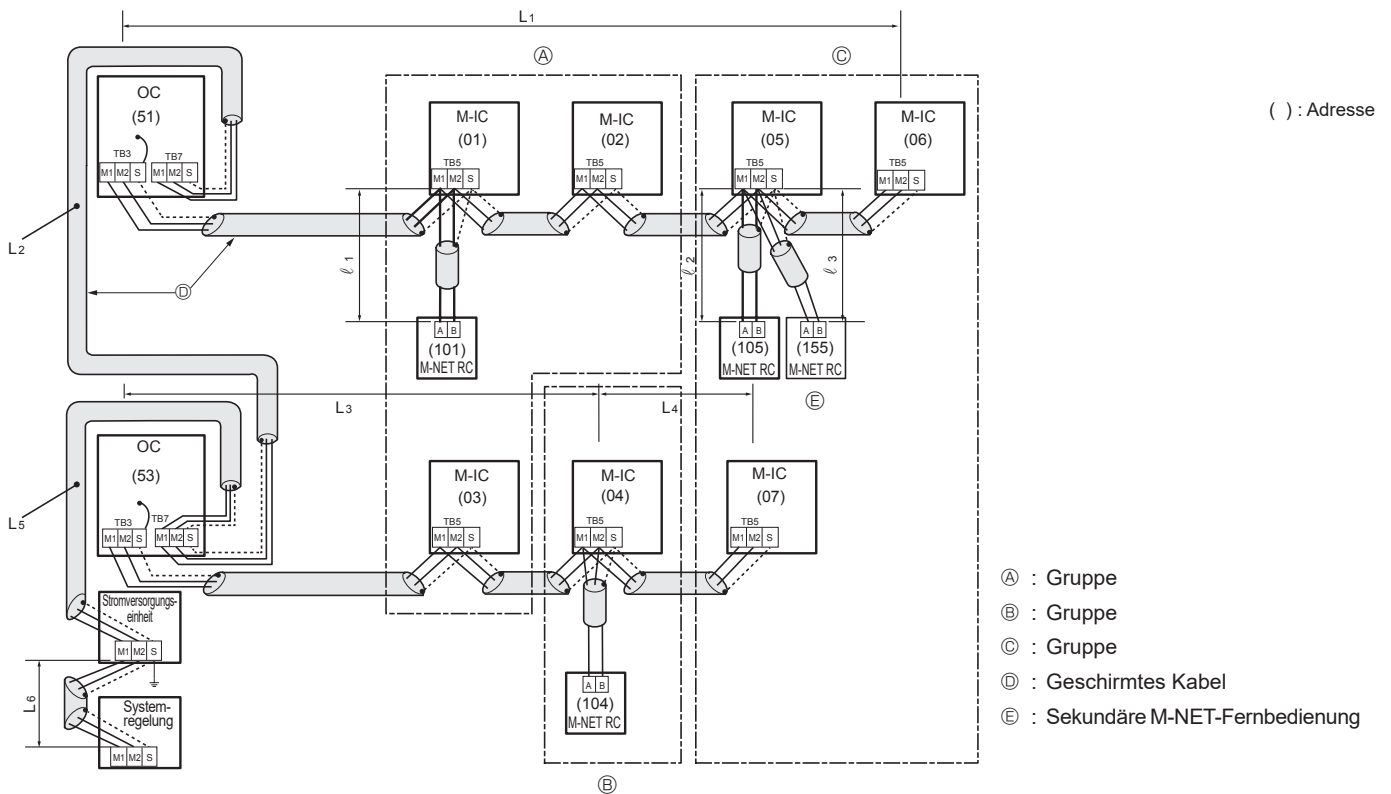 L1
Ⓐ
Ⓒ
( ) : Adresse
OC
(51)
TB3
TB7
M1 M2 S
M1 M2 S
M-IC
(01)
TB5
M1 M2 S
M-IC
(02)
TB5
M1 M2 S
M-IC
(05)
TB5
M1 M2 S
M-IC
(06)
TB5
M1 M2 S
L2
Ⓓ
ℓ1
ℓ2
ℓ3
A B
(101)
M-NET RC
A B
(105)
M-NET RC
A B
(155)
M-NET RC
Ⓔ
L3
L4
OC
(53)
TB3
TB7
M1 M2 S
M1 M2 S
M-IC
(03)
TB5
M1 M2 S
M-IC
(04)
TB5
M1 M2 S
M-IC
(07)
TB5
M1 M2 S
L5
Stromversorgungs-
einheit
M1 M2 S
L6
System-
regelung
M1 M2 S
A B
(104)
M-NET RC
Ⓑ
Ⓐ : Gruppe
Ⓑ : Gruppe
Ⓒ : Gruppe
Ⓓ : Geschirmtes Kabel
Ⓔ : Sekundäre M-NET-Fernbedienung